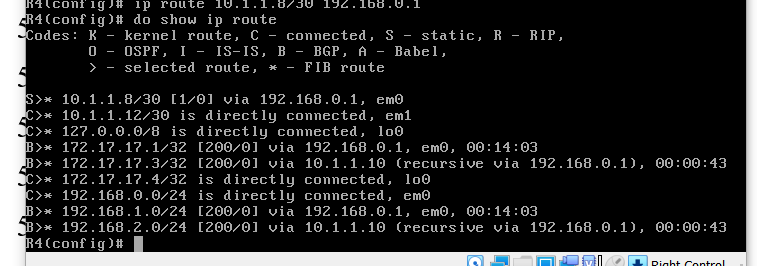 R4(config)# ip route 10.1.1.8/30 192.168.0.1
R4(config)# do show ip route
Codes: K - kernel route, C - connected, S - static, R - RIP,
O - OSPF, I - IS-IS, B - BGP, A - Babel,
> - selected route, * - FIB route
S>* 10.1.1.8/30 [1/0] via 192.168.0.1, em0
C>* 10.1.1.12/30 is directly connected, em1
C>* 127.0.0.0/8 is directly connected, lo0
B>* 172.17.17.1/32 [200/0] via 192.168.0.1, em0, 00:14:03
B>* 172.17.17.3/32 [200/0] via 10.1.1.10 (recursive via 192.168.0.1), 00:00:43
C>* 172.17.17.4/32 is directly connected, lo0
C>* 192.168.0.0/24 is directly connected, em0
B>* 192.168.1.0/24 [200/0] via 192.168.0.1, em0, 00:14:03
B>* 192.168.2.0/24 [200/0] via 10.1.1.10 (recursive via 192.168.0.1), 00:00:43
R4(config)#
Right Control